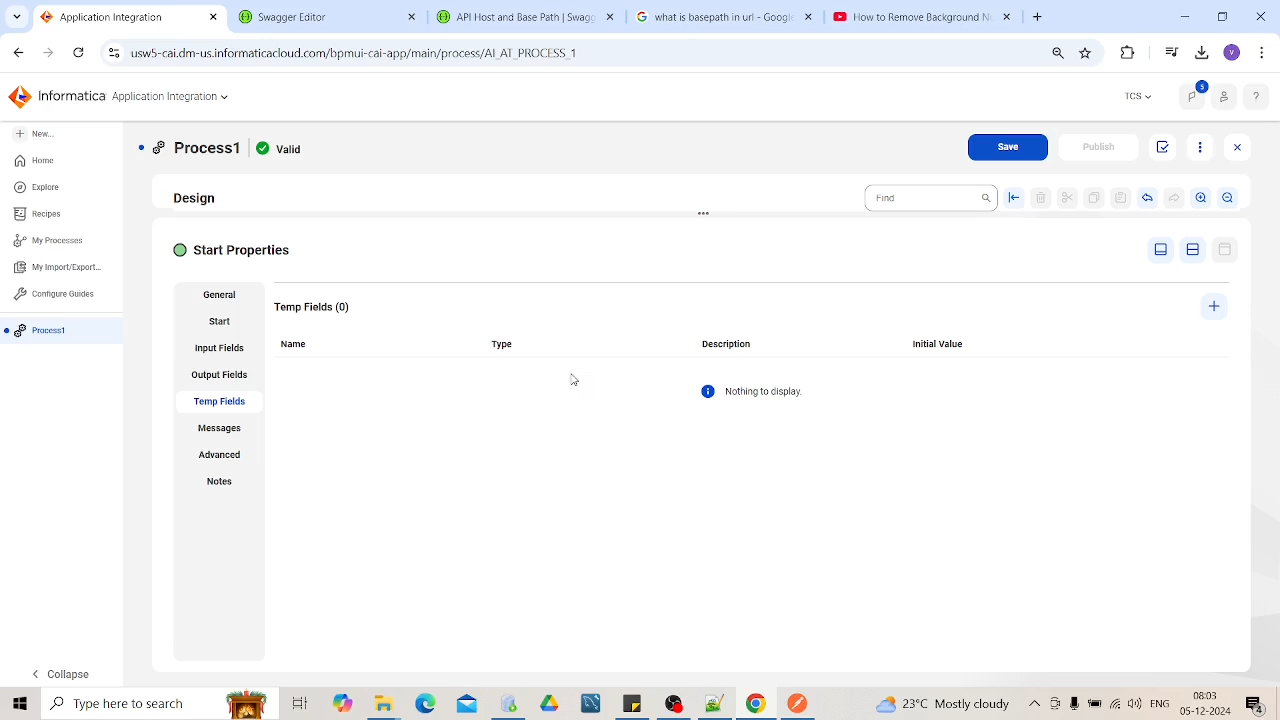 Application Integration
Swagger Editor
API Host and Base Path | Swagg
what is basepath in url - Google
How to Remove Background N
usw5-cai.dm-us.informaticacloud.com/bpmui-cai-app/main/process/AI_AT_PROCESS_1
V
Informatica Application Integration
TCS
5
?
New...
Home
Explore
Recipes
My Processes
My Import/Export...
Configure Guides
Process1
Collapse
Process1
Valid
Save
Publish
Design
Find
Start Properties
General
Start
Input Fields
Output Fields
Temp Fields
Messages
Advanced
Notes
Temp Fields (0)
Name Type Description Initial Value
Nothing to display.
Type here to search
23°C Mostly cloudy
ENG
08:03
05-12-2024
4